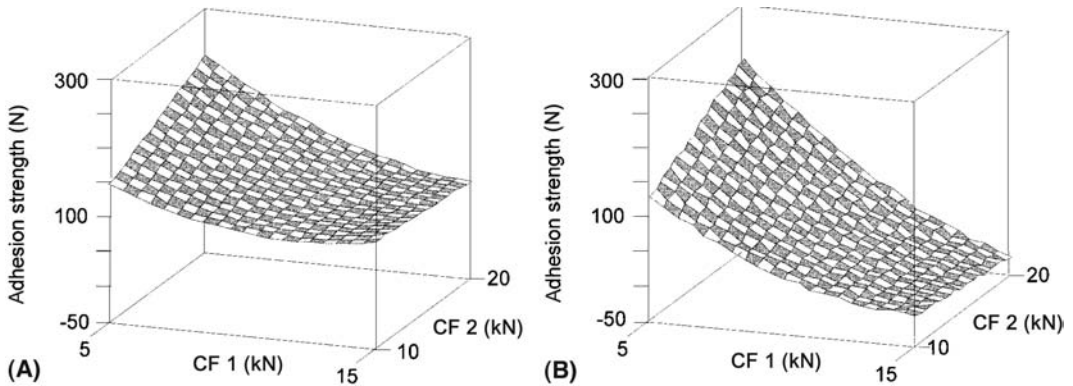 300
100
-50
Adhesion strength (N)
5
CF 1 (kN)
15
10
CF 2 (kN)
20
(A)
300
100
-50
Adhesion strength (N)
5
CF 1 (kN)
15
10
CF 2 (kN)
20
(B)